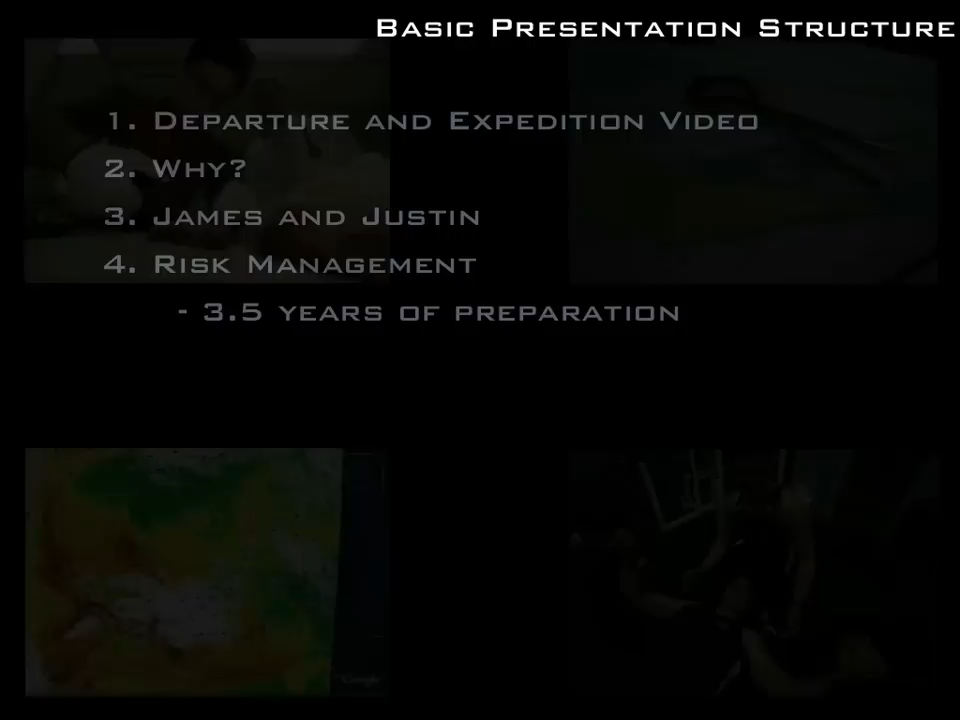 Basic Presentation Structure
1. Departure and Expedition Video
2. Why?
3. James and Justin
4. Risk Management
- 3.5 years of preparation
Google